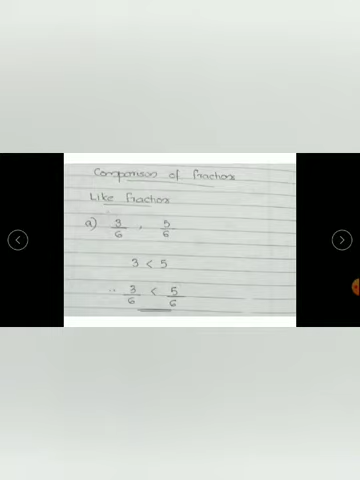 Comparison of fractions
Like fractions
a) 3/6 , 5/6
3 < 5
∴ 3/6 < 5/6